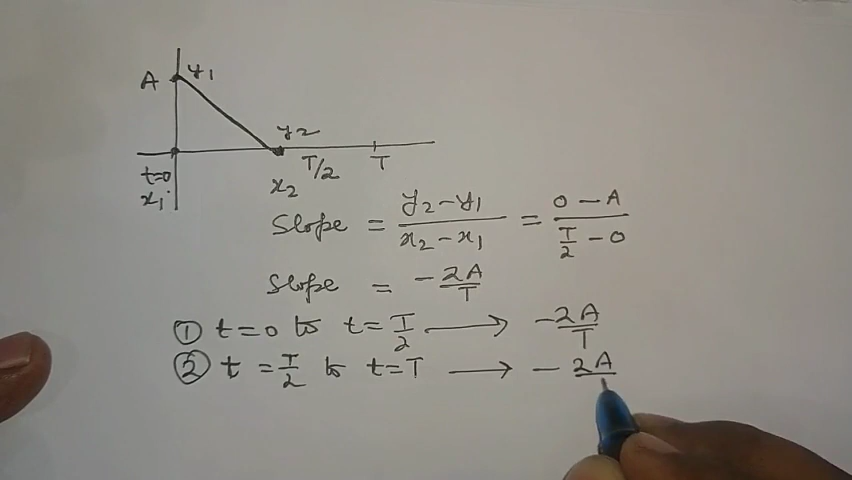 A y₁
y₂
t=0 T/2 T
x₁ x₂
Slope = (y₂-y₁)/(x₂-x₁) = (0-A)/(T/2-0)
Slope = -2A/T
① t=0 to t=T/2 → -2A/T
② t=T/2 to t=T → -2A/